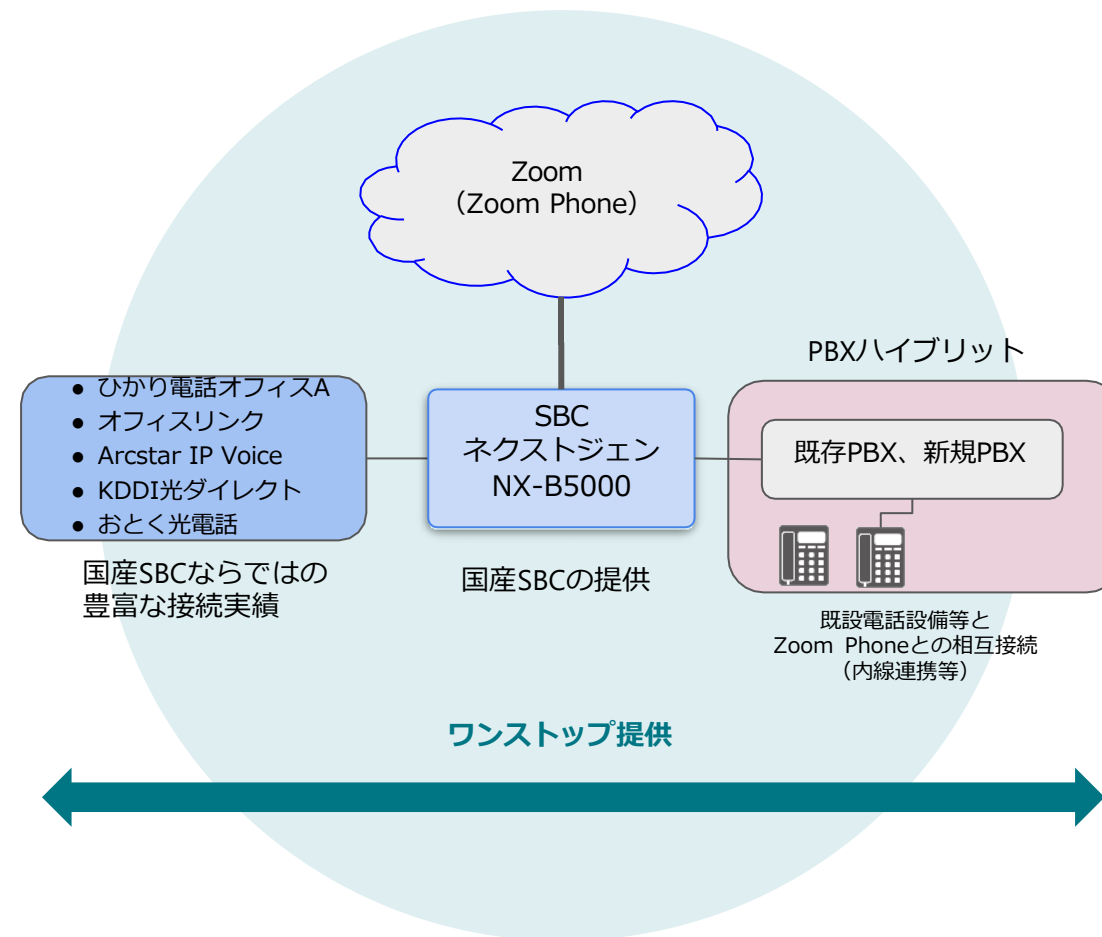 Zoom
（Zoom Phone）
PBXハイブリット
● ひかり電話オフィスA
● オフィスリンク
● Arcstar IP Voice
● KDDI光ダイレクト
● おとく光電話
SBC
ネクストジェン
NX-B5000
既存PBX、新規PBX
国産SBCならではの
豊富な接続実績
国産SBCの提供
既設電話設備等と
Zoom Phoneとの相互接続
（内線連携等）
ワンストップ提供